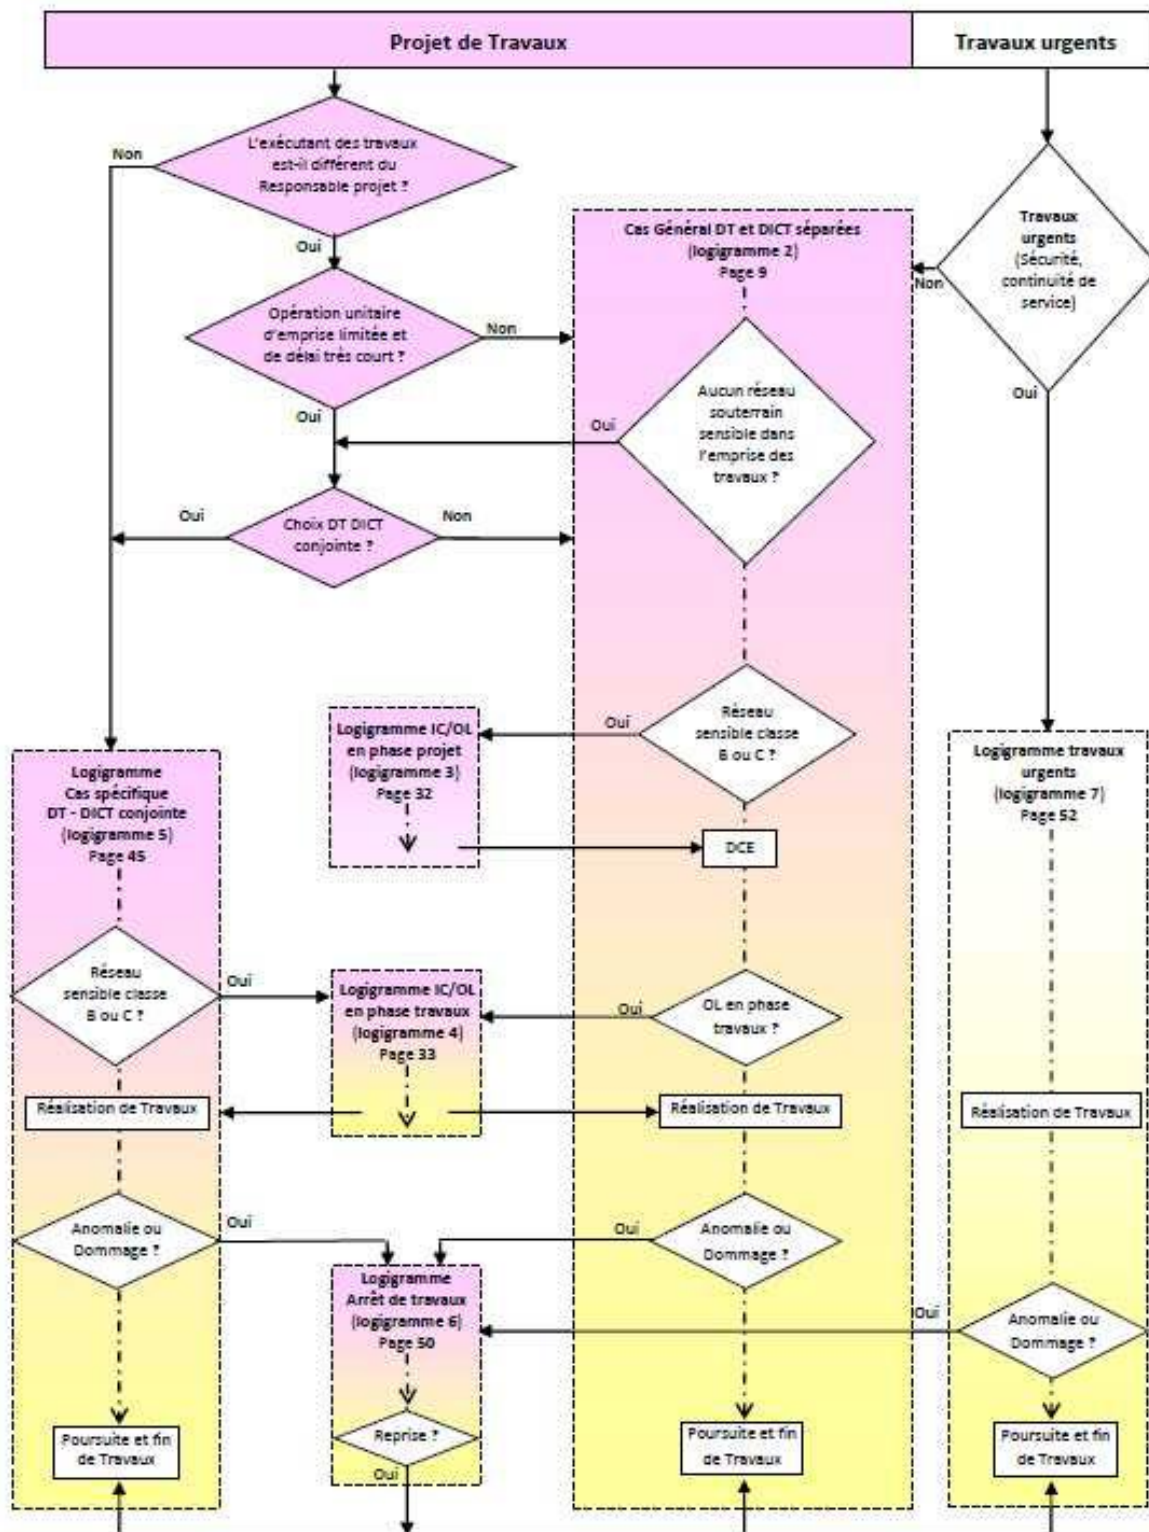 Projet de Travaux
Travaux urgents
L'exécutant des travaux
est-il différent du
Responsable projet ?
Non
Oui
Opération unitaire
d'emprise limitée et
de délai très court ?
Non
Oui
Choix DT DICT
conjointe ?
Oui
Non
Cas Général DT et DICT séparées
(logigramme 2)
Page 9
Aucun réseau
souterrain
sensible dans
l'emprise des
travaux ?
Oui
Travaux
urgents
(Sécurité,
continuité de
service)
Non
Oui
Réseau
sensible classe
B ou C ?
Oui
Logigramme IC/OL
en phase projet
(logigramme 3)
Page 32
DCE
Logigramme
Cas spécifique
DT - DICT conjointe
(logigramme 5)
Page 45
Logigramme travaux
urgents
(logigramme 7)
Page 52
Réseau
sensible classe
B ou C ?
Oui
Logigramme IC/OL
en phase travaux
(logigramme 4)
Page 33
Oui
OL en phase
travaux ?
Réalisation de Travaux
Réalisation de Travaux
Réalisation de Travaux
Anomalie ou
Dommage ?
Oui
Oui
Anomalie ou
Dommage ?
Logigramme
Arrêt de travaux
(logigramme 6)
Page 50
Oui
Anomalie ou
Dommage ?
Reprise ?
Oui
Poursuite et fin
de Travaux
Poursuite et fin
de Travaux
Poursuite et fin
de Travaux